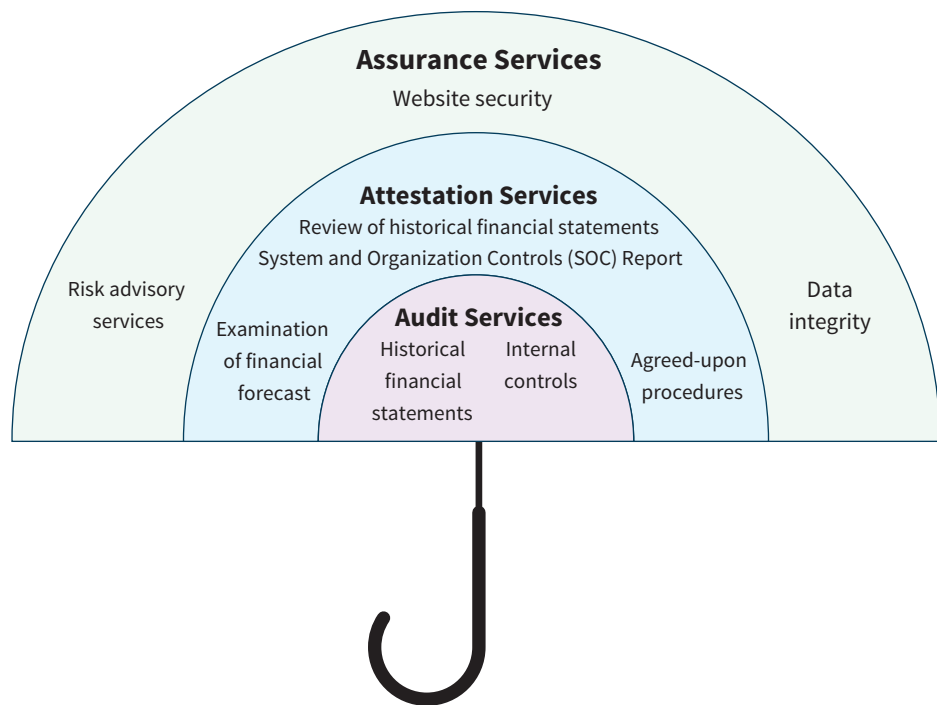 Assurance Services
Website security
Risk advisory
services
Data
integrity
Attestation Services
Review of historical financial statements
System and Organization Controls (SOC) Report
Examination
of financial
forecast
Agreed-upon
procedures
Audit Services
Historical
financial
statements
Internal
controls